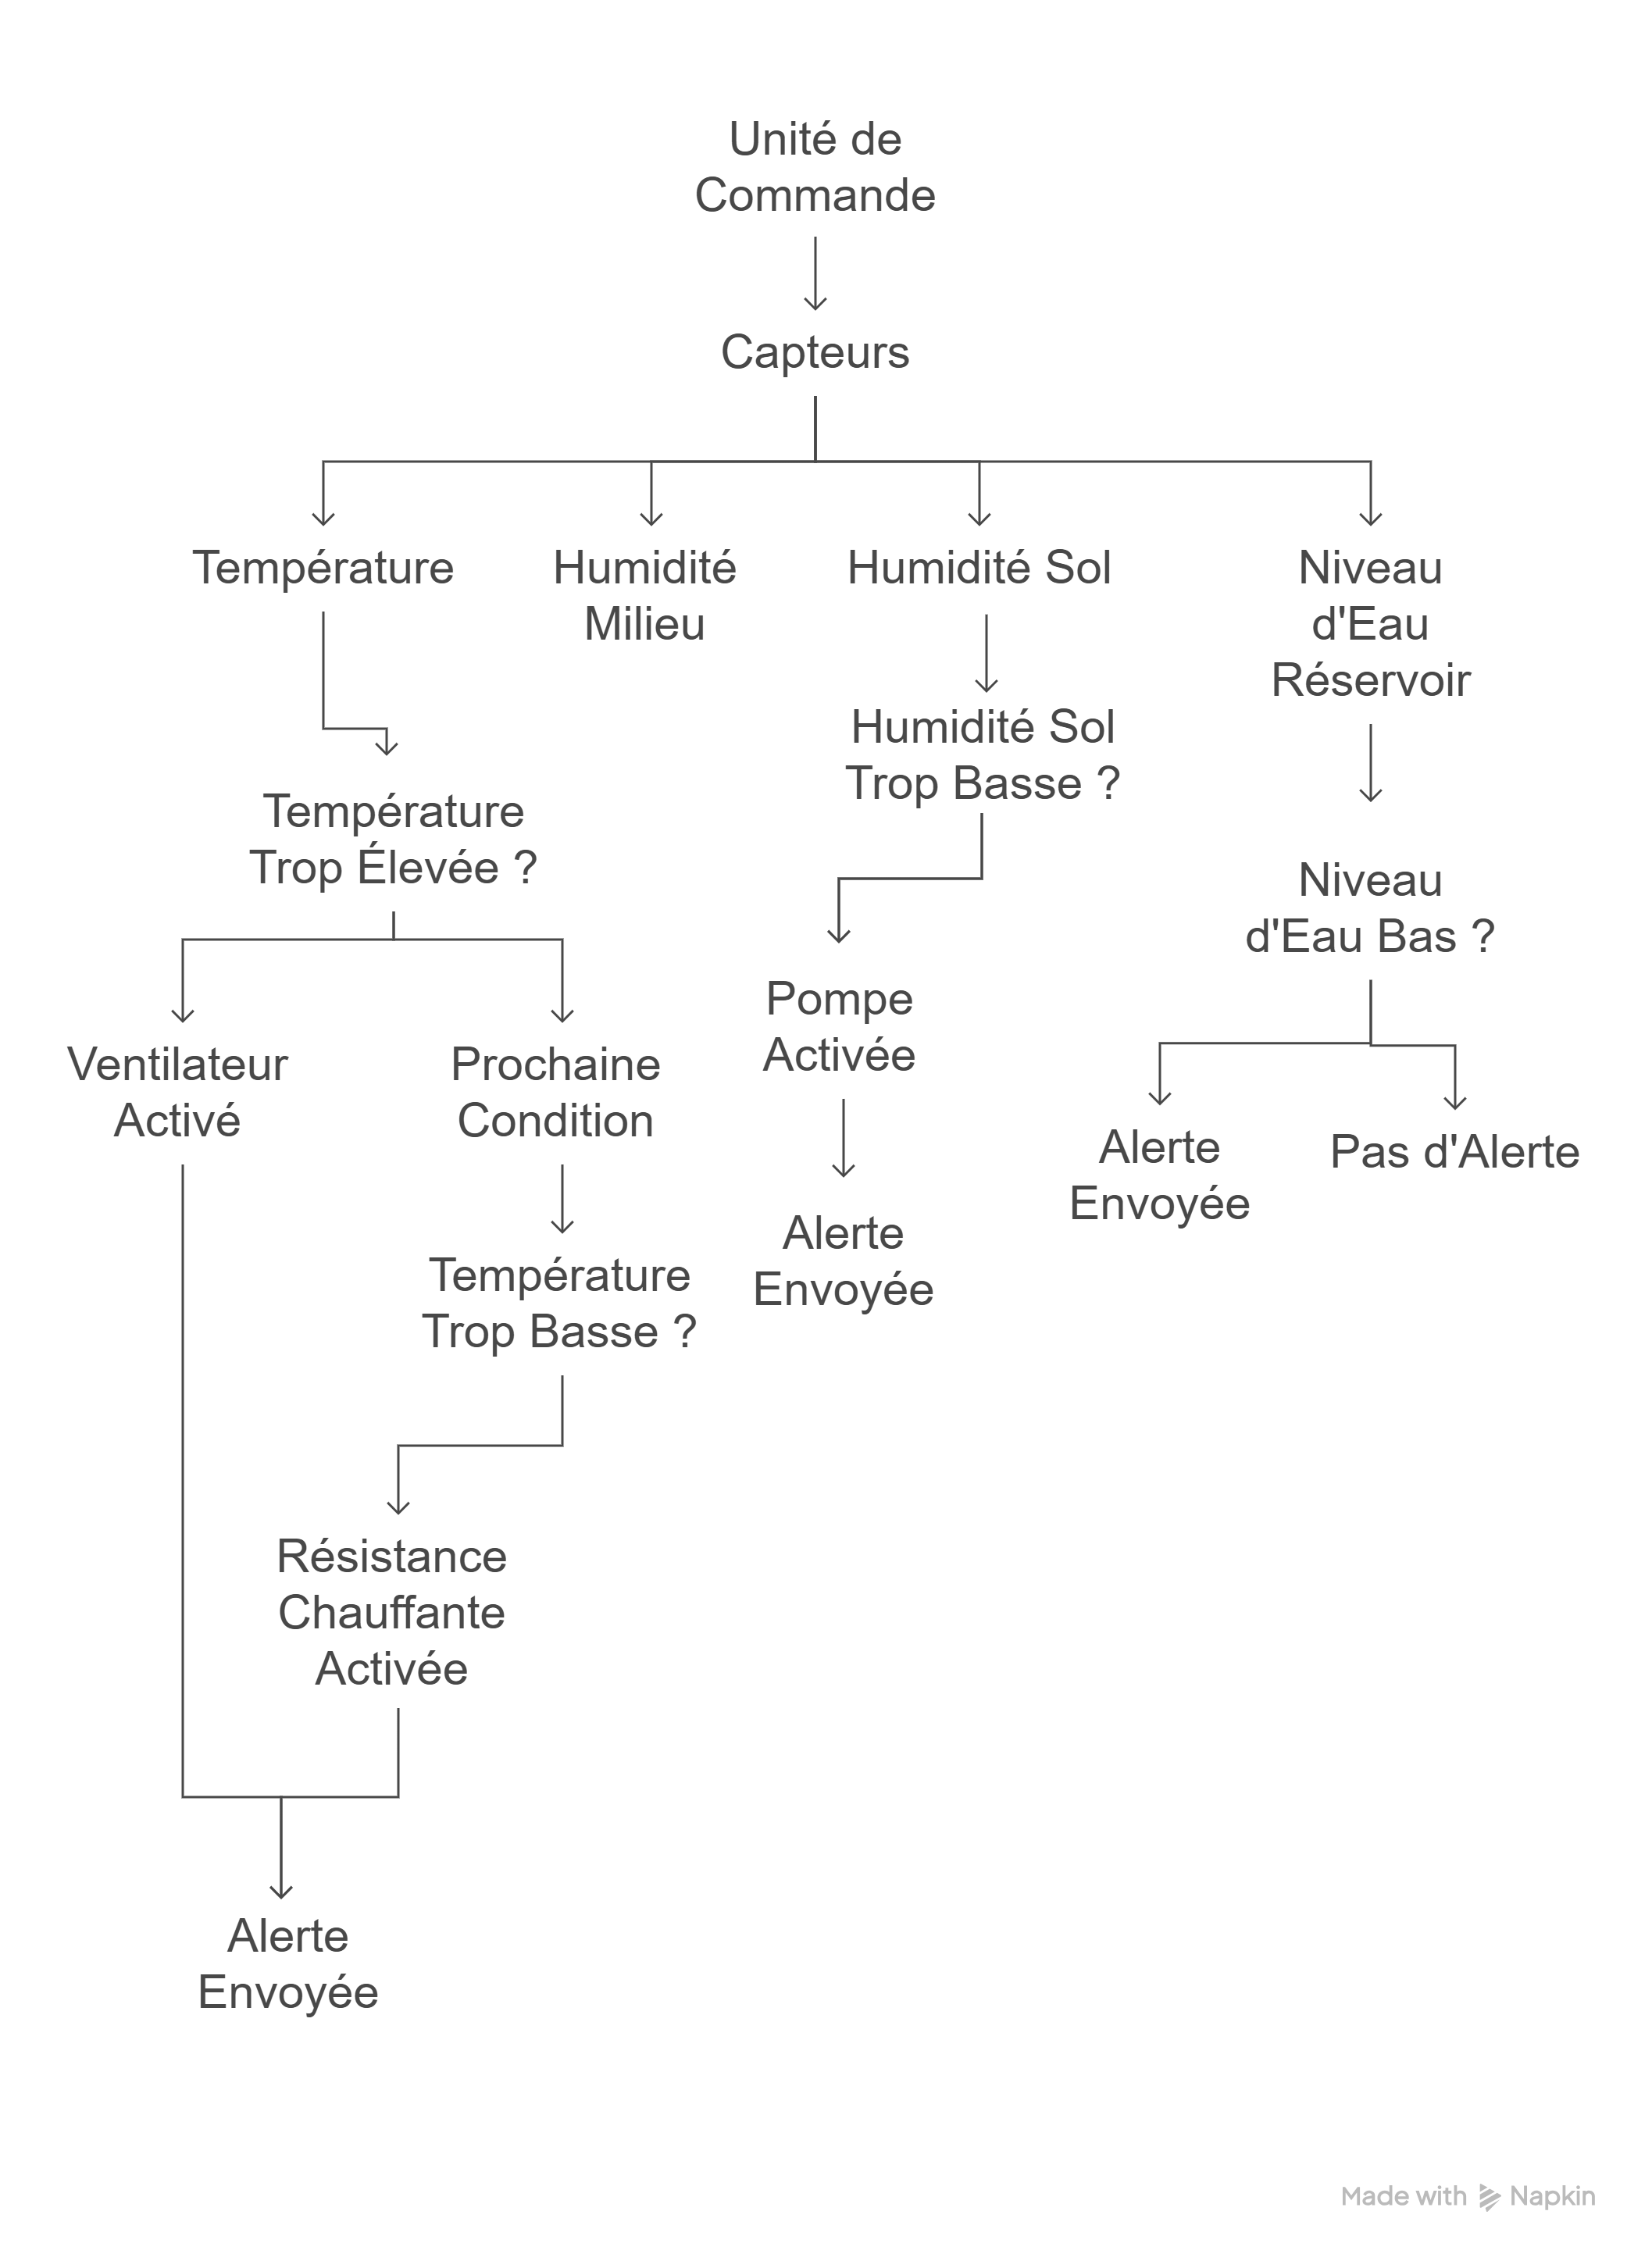 Unité de
Commande
Capteurs
Température
Humidité
Milieu
Humidité Sol
Niveau
d'Eau
Réservoir
Humidité Sol
Trop Basse ?
Température
Trop Élevée ?
Niveau
d'Eau Bas ?
Ventilateur
Activé
Prochaine
Condition
Pompe
Activée
Alerte
Envoyée
Pas d'Alerte
Température
Trop Basse ?
Alerte
Envoyée
Résistance
Chauffante
Activée
Alerte
Envoyée
Made with Napkin